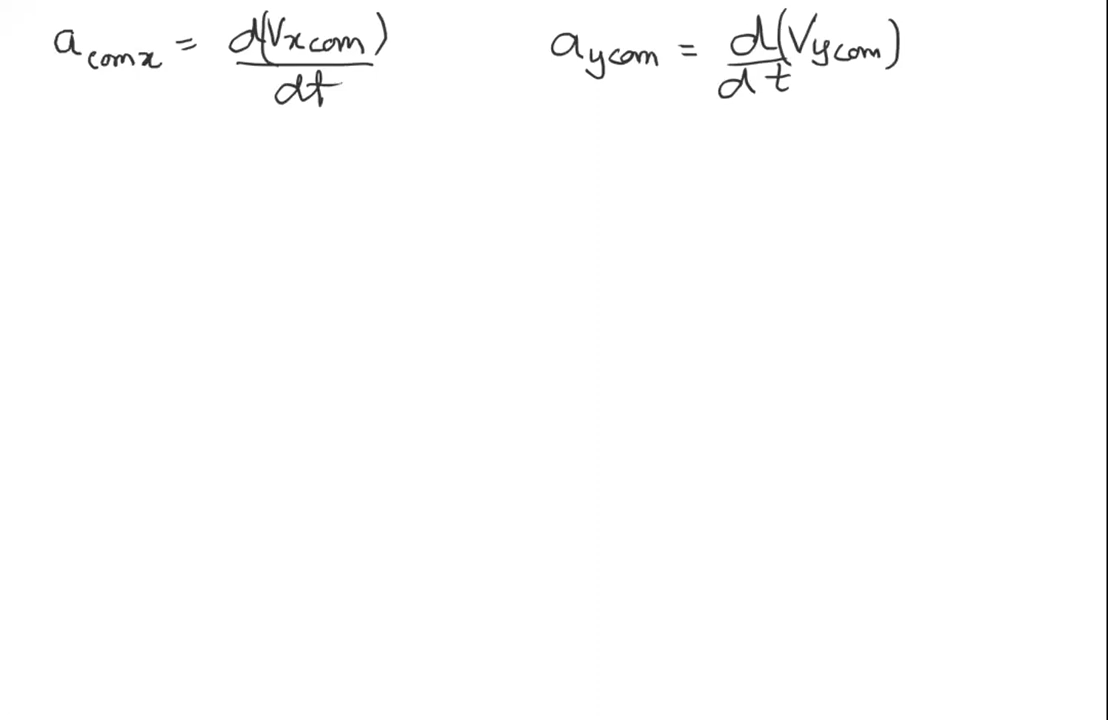 a_comx = d(Vxcom)/dt
a_ycom = d/dt (Vycom)